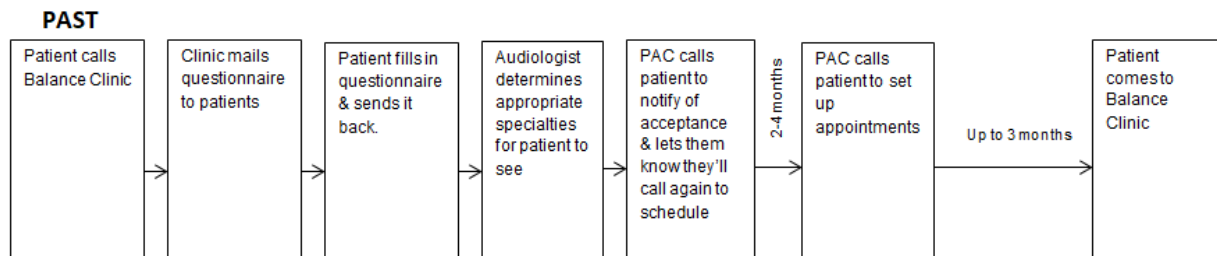 PAST
Patient calls
Balance Clinic
Clinic mails
questionnaire
to patients
Patient fills in
questionnaire
& sends it
back.
Audiologist
determines
appropriate
specialties
for patient to
see
PAC calls
patient to
notify of
acceptance
& lets them
know they'll
call again to
schedule
2-4 months
PAC calls
patient to set
up
appointments
Up to 3 months
Patient
comes to
Balance
Clinic